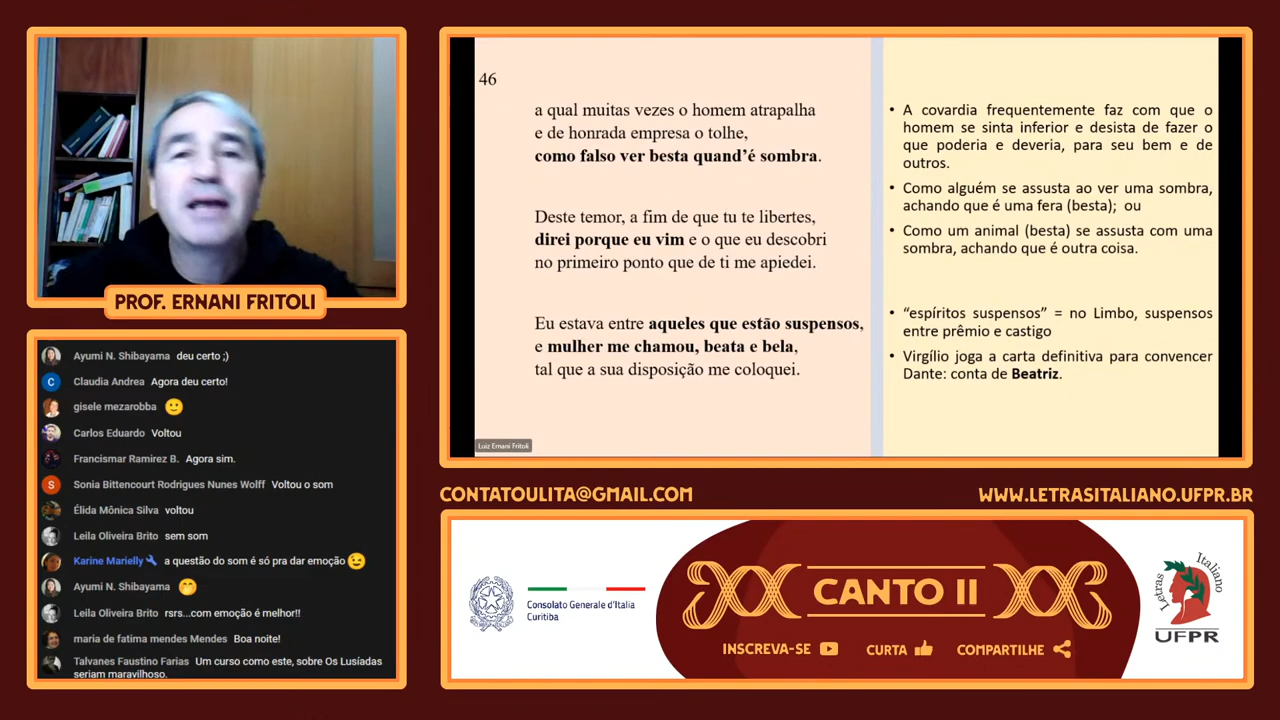 PROF. ERNANI FRITOLI
Ayumi N. Shibayama deu certo ;)
Claudia Andrea Agora deu certo!
gisele mezarobba
Carlos Eduardo Voltou
Francismar Ramirez B. Agora sim.
Sonia Bittencourt Rodrigues Nunes Wolff Voltou o som
Élida Mônica Silva voltou
Leila Oliveira Brito sem som
Karine Marielly a questão do som é só pra dar emoção
Ayumi N. Shibayama
Leila Oliveira Brito rsrs...com emoção é melhor!!
maria de fatima mendes Mendes Boa noite!
Talvanes Faustino Farias Um curso como este, sobre Os Lusíadas
seriam maravilhoso.
46
a qual muitas vezes o homem atrapalha
e de honrada empresa o tolhe,
como falso ver besta quand’é sombra.
Deste temor, a fim de que tu te libertes,
direi porque eu vim e o que eu descobri
no primeiro ponto que de ti me apiedei.
Eu estava entre aqueles que estão suspensos,
e mulher me chamou, beata e bela,
tal que a sua disposição me coloquei.
Luiz Ernani Fritoli
• A covardia frequentemente faz com que o
homem se sinta inferior e desista de fazer o
que poderia e deveria, para seu bem e de
outros.
• Como alguém se assusta ao ver uma sombra,
achando que é uma fera (besta); ou
• Como um animal (besta) se assusta com uma
sombra, achando que é outra coisa.
• “espíritos suspensos” = no Limbo, suspensos
entre prêmio e castigo
• Virgílio joga a carta definitiva para convencer
Dante: conta de Beatriz.
CONTATOULITA@GMAIL.COM
WWW.LETRASITALIANO.UFPR.BR
Consolato Generale d'Italia
Curitiba
CANTO II
INSCREVA-SE
CURTA
COMPARTILHE
Letras Italiano
UFPR